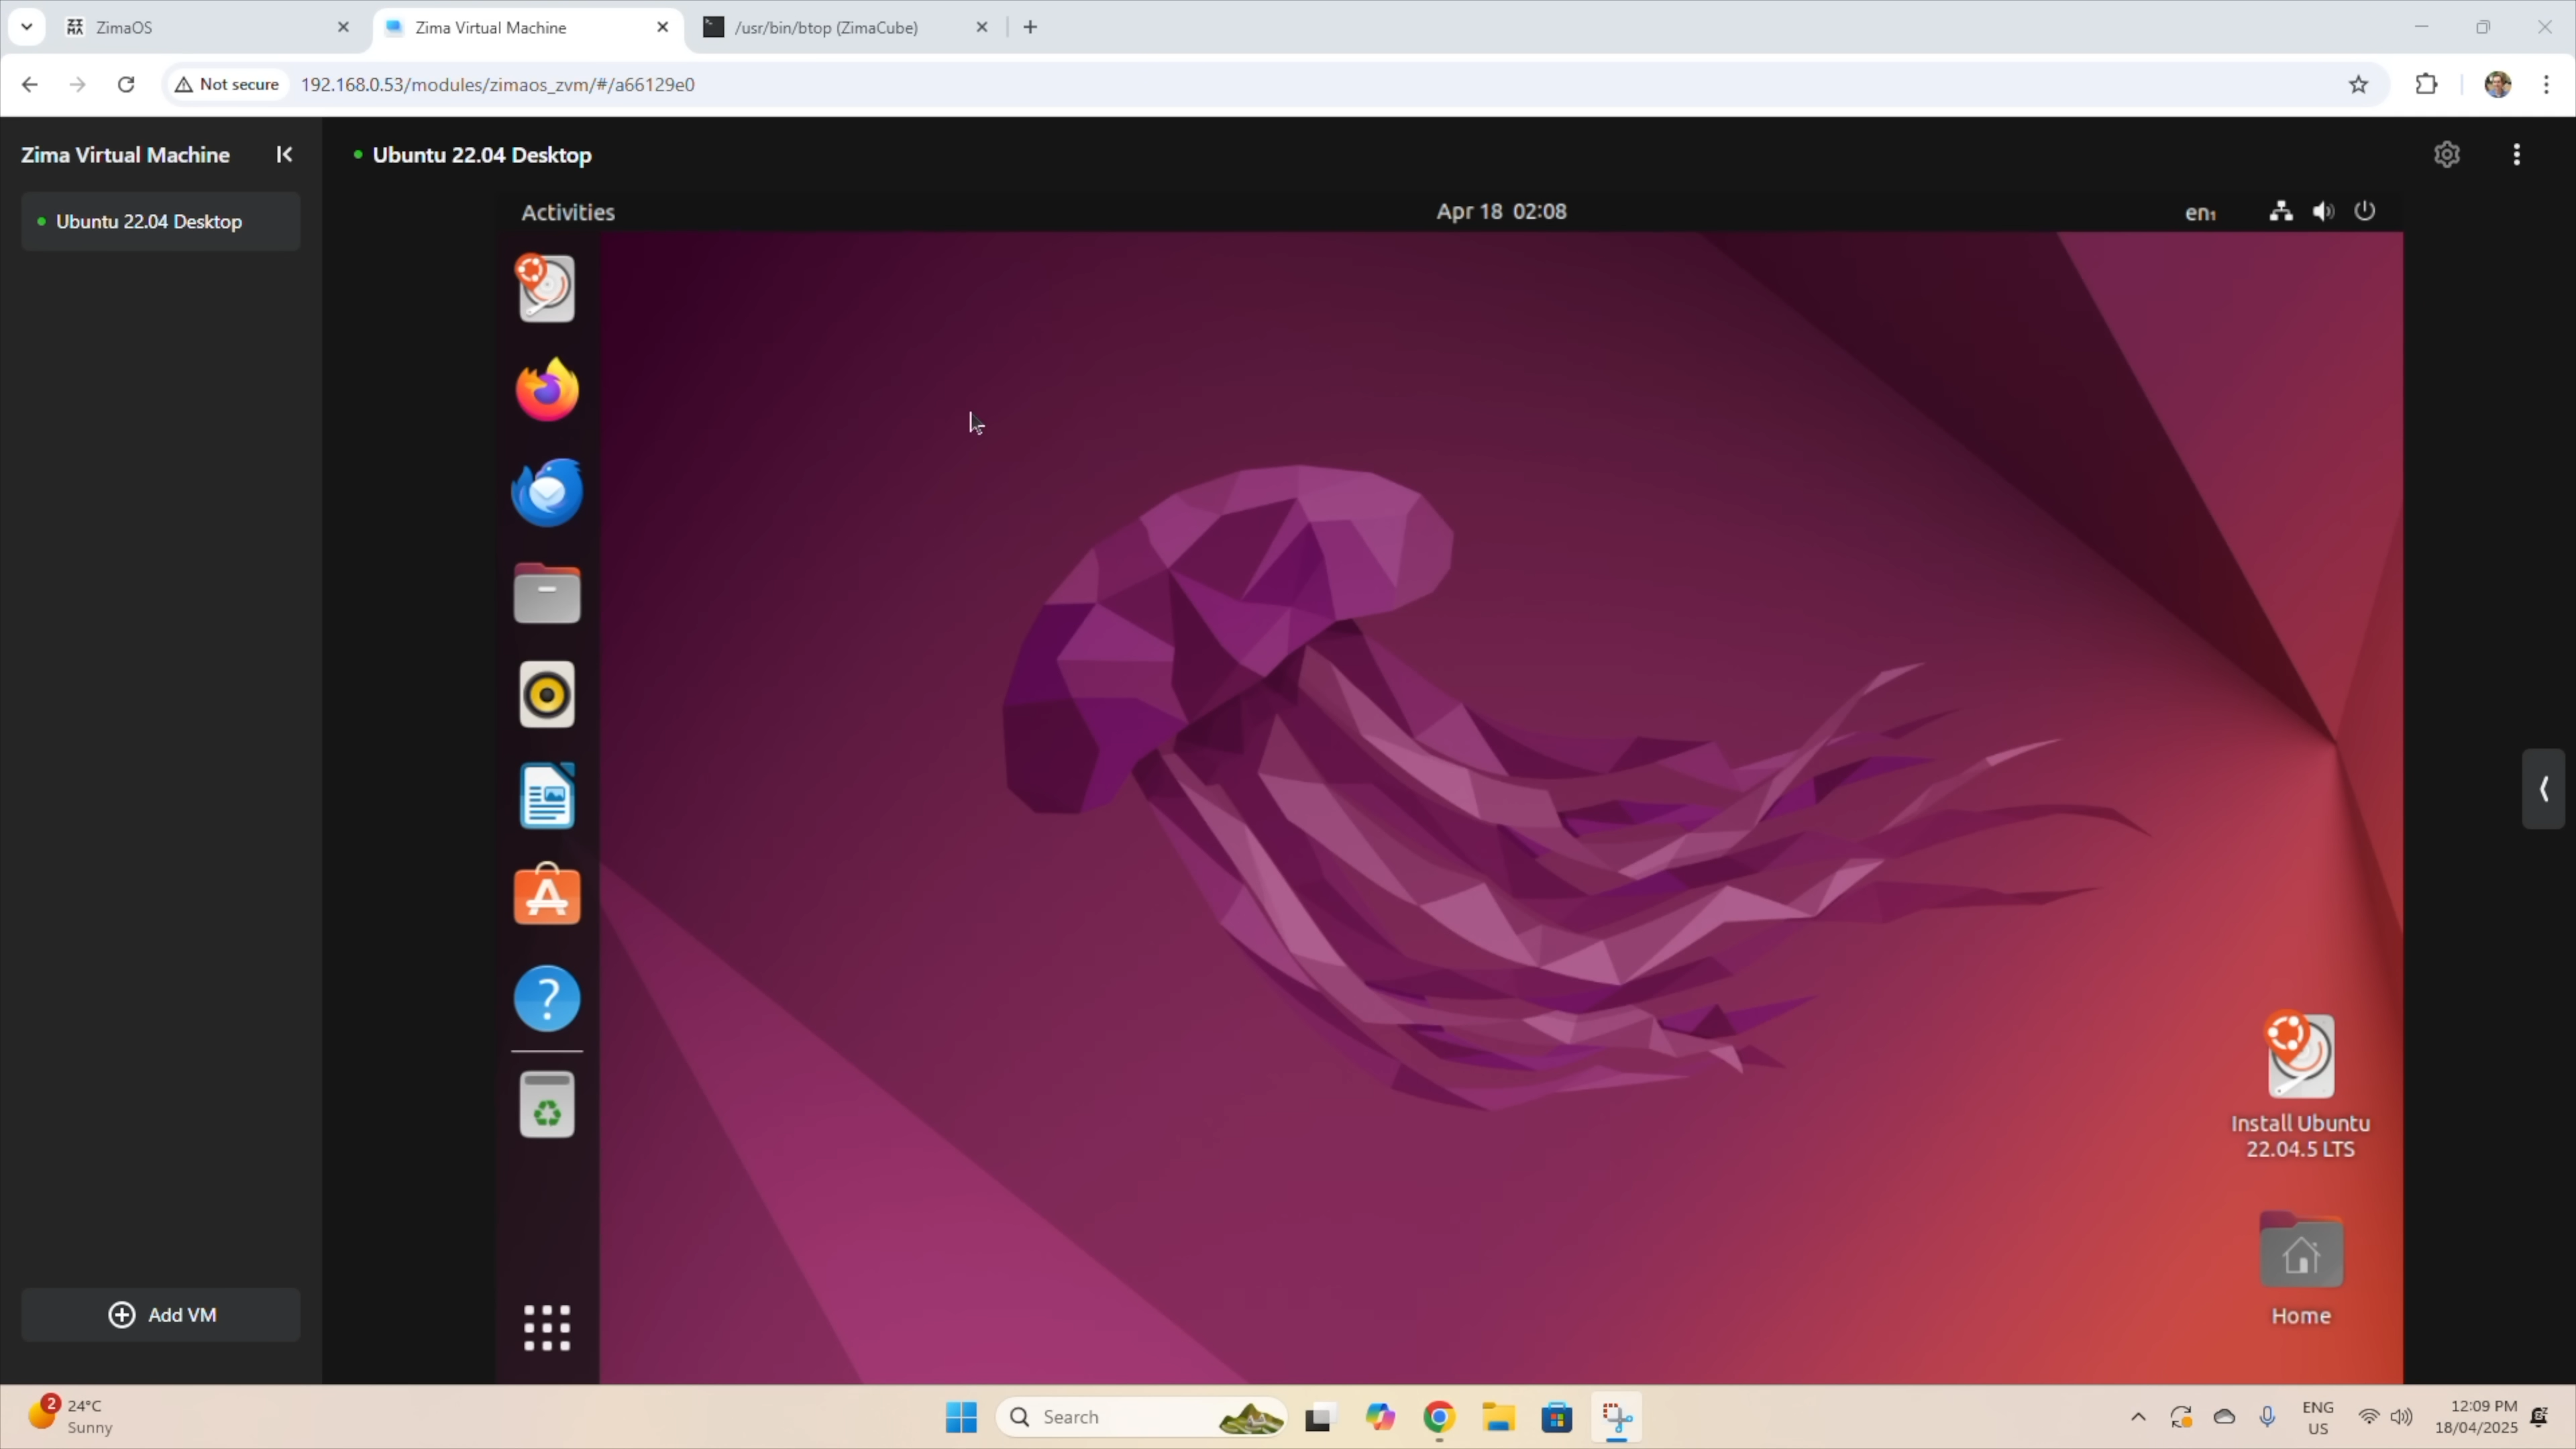 ZimaOS
Zima Virtual Machine
/usr/bin/btop (ZimaCube)
Not secure
192.168.0.53/modules/zimaos_zvm/#/a66129e0
Zima Virtual Machine
Ubuntu 22.04 Desktop
Ubuntu 22.04 Desktop
Activities
Apr 18 02:08
en₁
Install Ubuntu
22.04.5 LTS
Home
Add VM
2
24°C
Sunny
Search
ENG
US
12:09 PM
18/04/2025